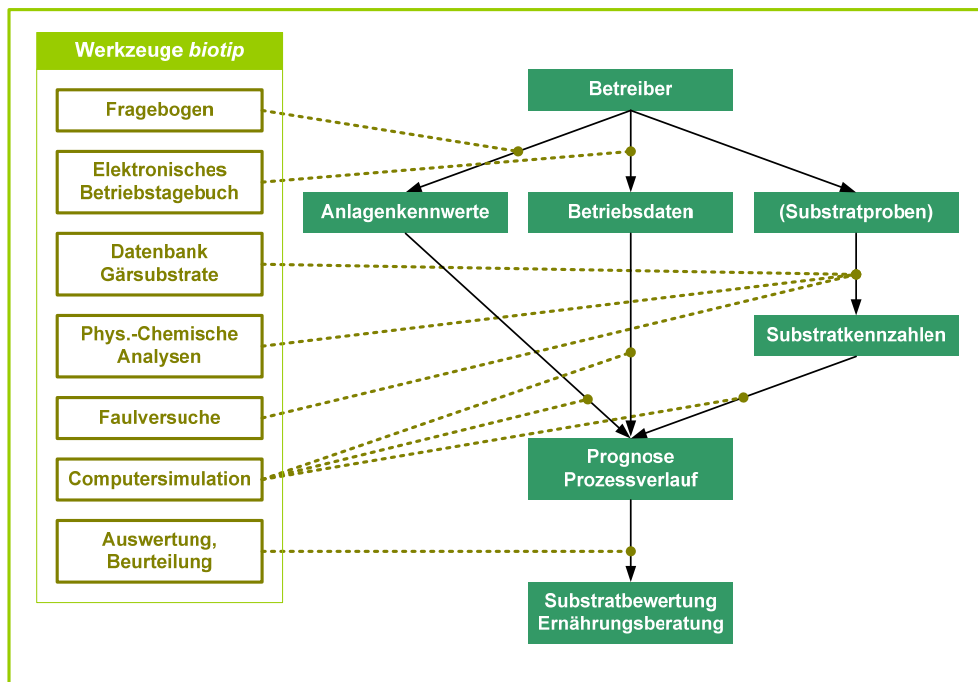 Werkzeuge biotip
Fragebogen
Elektronisches
Betriebstagebuch
Datenbank
Gärsubstrate
Phys.-Chemische
Analysen
Faulversuche
Computersimulation
Auswertung,
Beurteilung
Betreiber
Anlagenkennwerte
Betriebsdaten
(Substratproben)
Substratkennzahlen
Prognose
Prozessverlauf
Substratbewertung
Ernährungsberatung